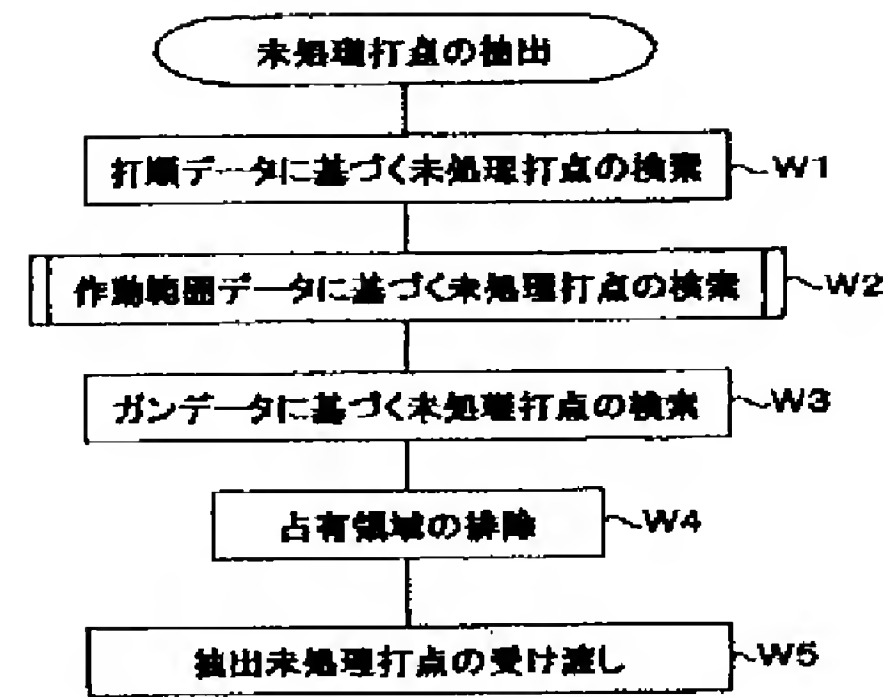 未処理打点の抽出
打順データに基づく未処理打点の検索 W1
作動範囲データに基づく未処理打点の検索 W2
ガンデータに基づく未処理打点の検索 W3
占有領域の排除 W4
抽出未処理打点の受け渡し W5